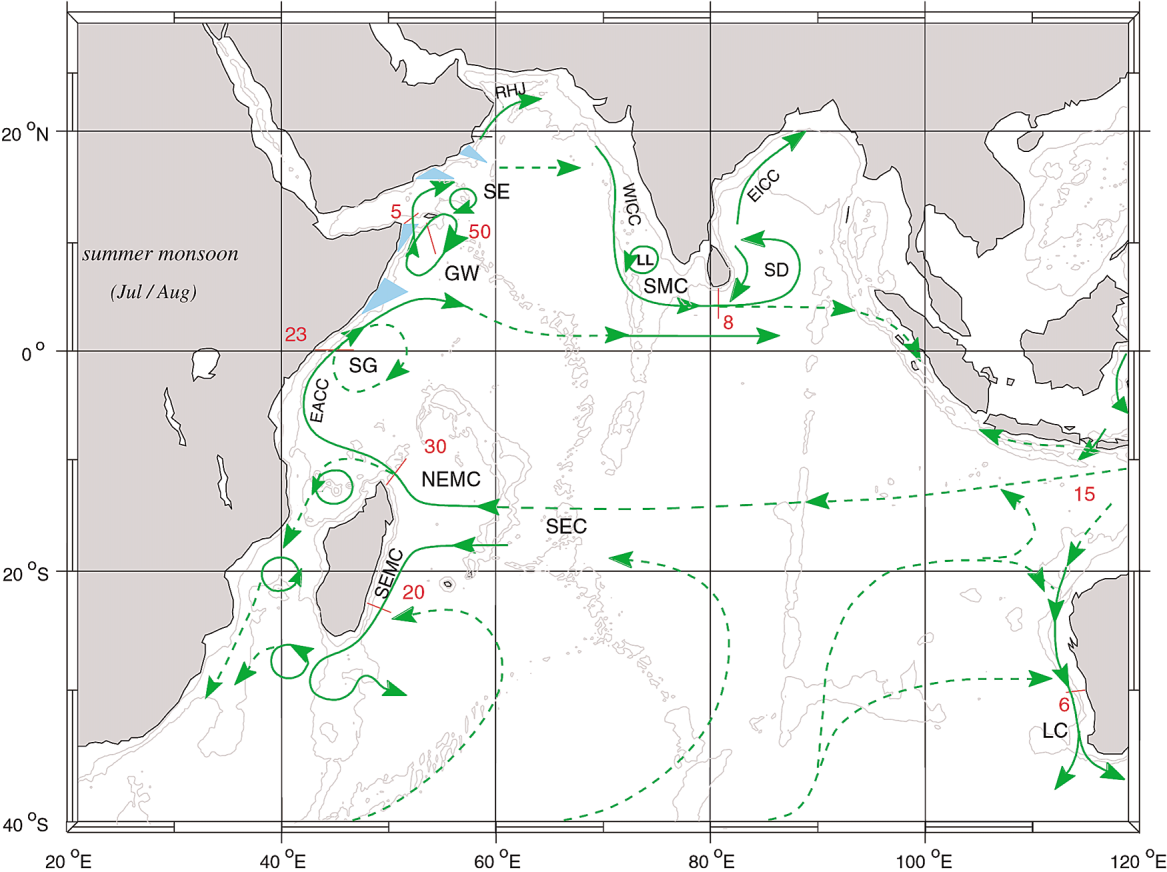 RHJ
20 °N
EICC
WICC
SE
5
50
summer monsoon
(Jul / Aug)
GW
LL
SD
SMC
8
23
0°
SG
EACC
30
NEMC
15
SEC
20 °S
SEMC
20
6
LC
40 °S
20 °E
40 °E
60 °E
80 °E
100 °E
120 °E